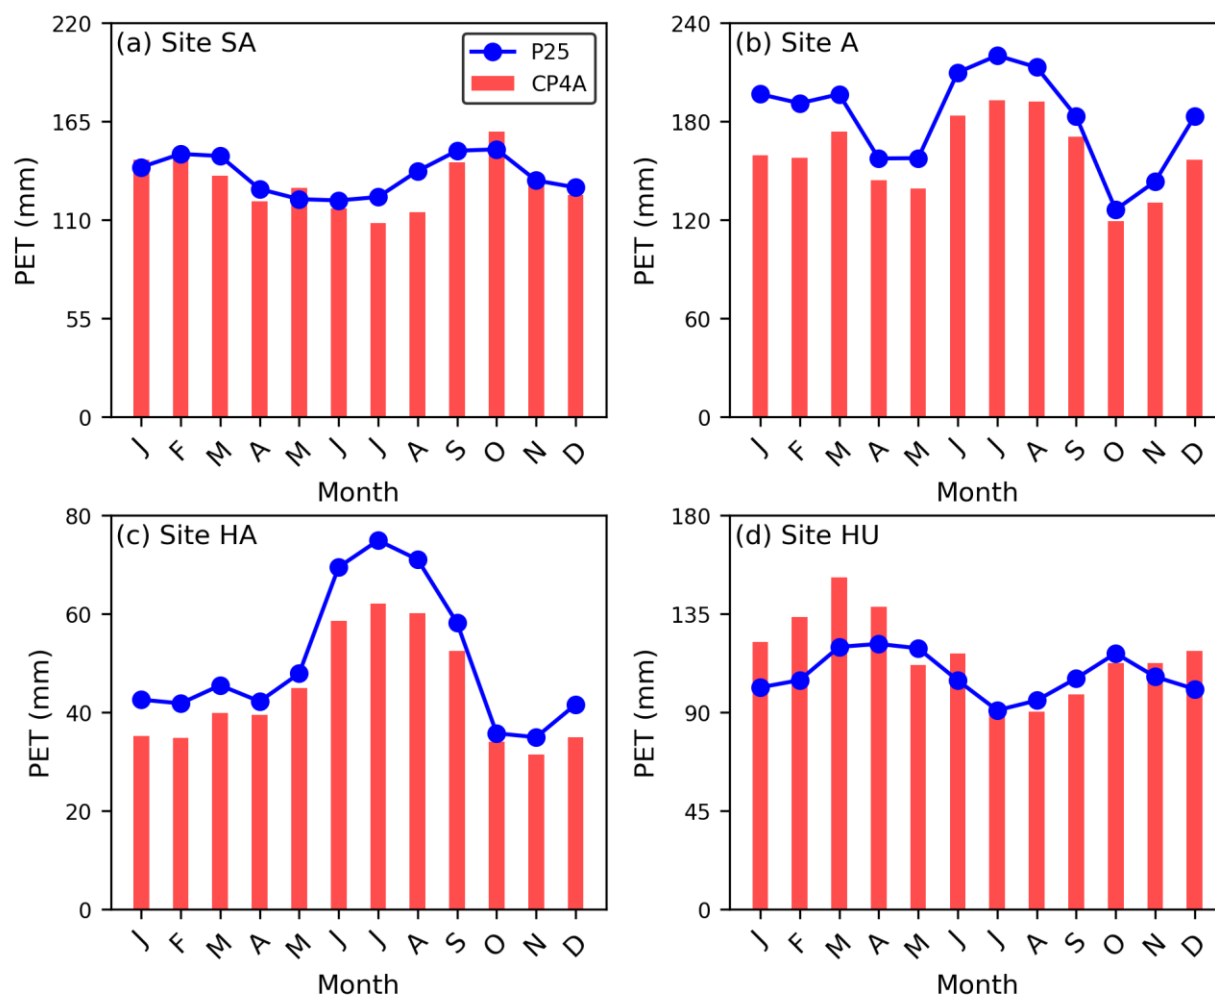 (a) Site SA
P25
CP4A
220
165
110
55
0
PET (mm)
J F M A M J J A S O N D
Month
(b) Site A
240
180
120
60
0
PET (mm)
J F M A M J J A S O N D
Month
(c) Site HA
80
60
40
20
0
PET (mm)
J F M A M J J A S O N D
Month
(d) Site HU
180
135
90
45
0
PET (mm)
J F M A M J J A S O N D
Month